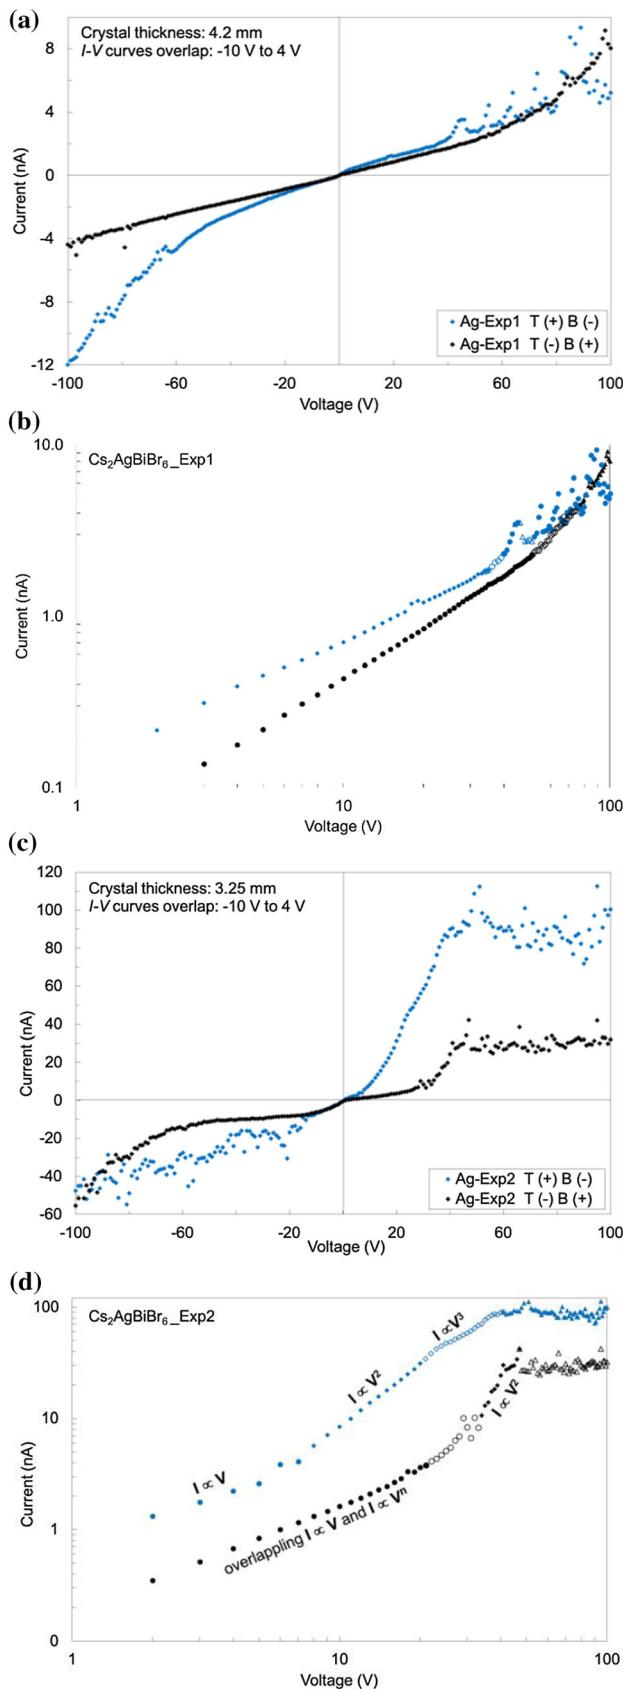 (a)
Crystal thickness: 4.2 mm
I-V curves overlap: -10 V to 4 V
8
4
0
-4
-8
-12
Current (nA)
Ag-Exp1 T (+) B (-)
Ag-Exp1 T (-) B (+)
-100 -60 -20 20 60 100
Voltage (V)
(b)
10.0
Cs2AgBiBr6_Exp1
1.0
0.1
Current (nA)
1 10 100
Voltage (V)
(c)
120
Crystal thickness: 3.25 mm
I-V curves overlap: -10 V to 4 V
100
80
60
40
20
0
-20
-40
-60
Current (nA)
Ag-Exp2 T (+) B (-)
Ag-Exp2 T (-) B (+)
-100 -60 -20 20 60 100
Voltage (V)
(d)
100
Cs2AgBiBr6_Exp2
I ∝V3
I ∝ V2
I ∝ V2
I ∝ V
overlappling I ∝ V and I ∝ Vn
10
1
0
Current (nA)
1 10 100
Voltage (V)